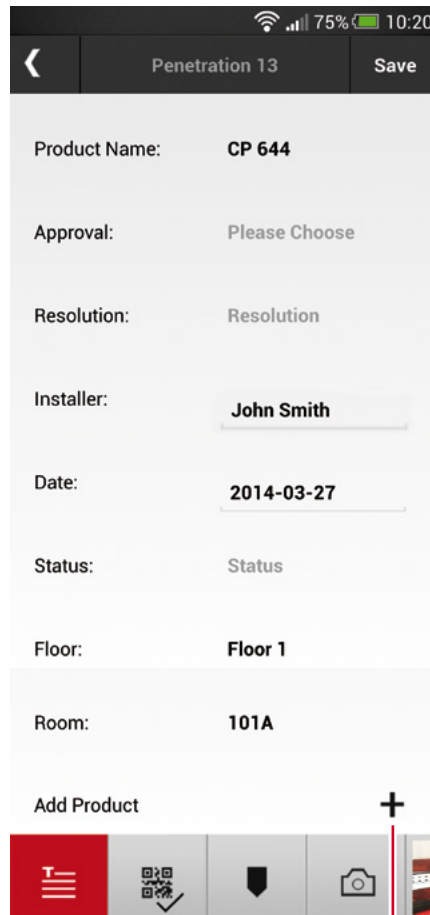 75% 10:20
Penetration 13 Save
Product Name: CP 644
Approval: Please Choose
Resolution: Resolution
Installer: John Smith
Date: 2014-03-27
Status: Status
Floor: Floor 1
Room: 101A
Add Product +
T